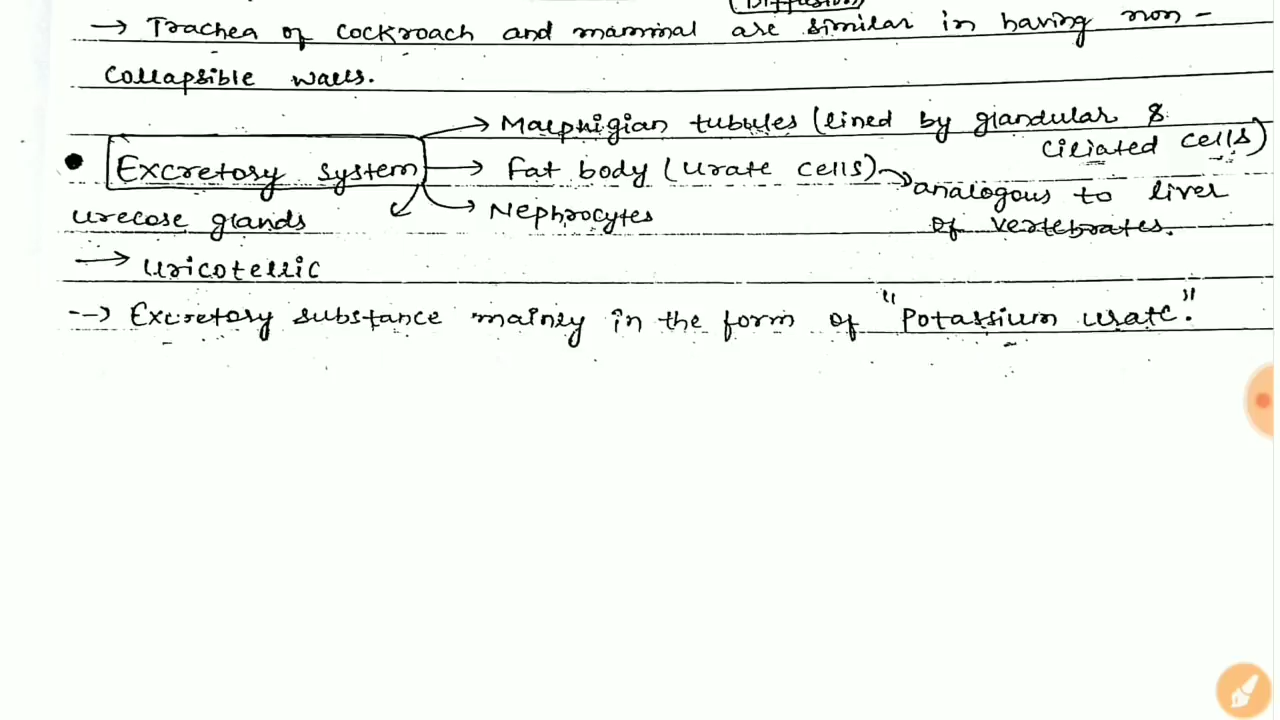 (Diffusion)
→ Trachea of cockroach and mammal are similar in having non-
collapsible walls.
→ Malphigian tubules (lined by glandular &
ciliated cells)
• Excretory system → Fat body (urate cells) → analogous to liver
of vertebrates.
→ Nephrocytes
urecose glands
→ Uricotellic
--> Excretory substance mainly in the form of "Potassium urate."